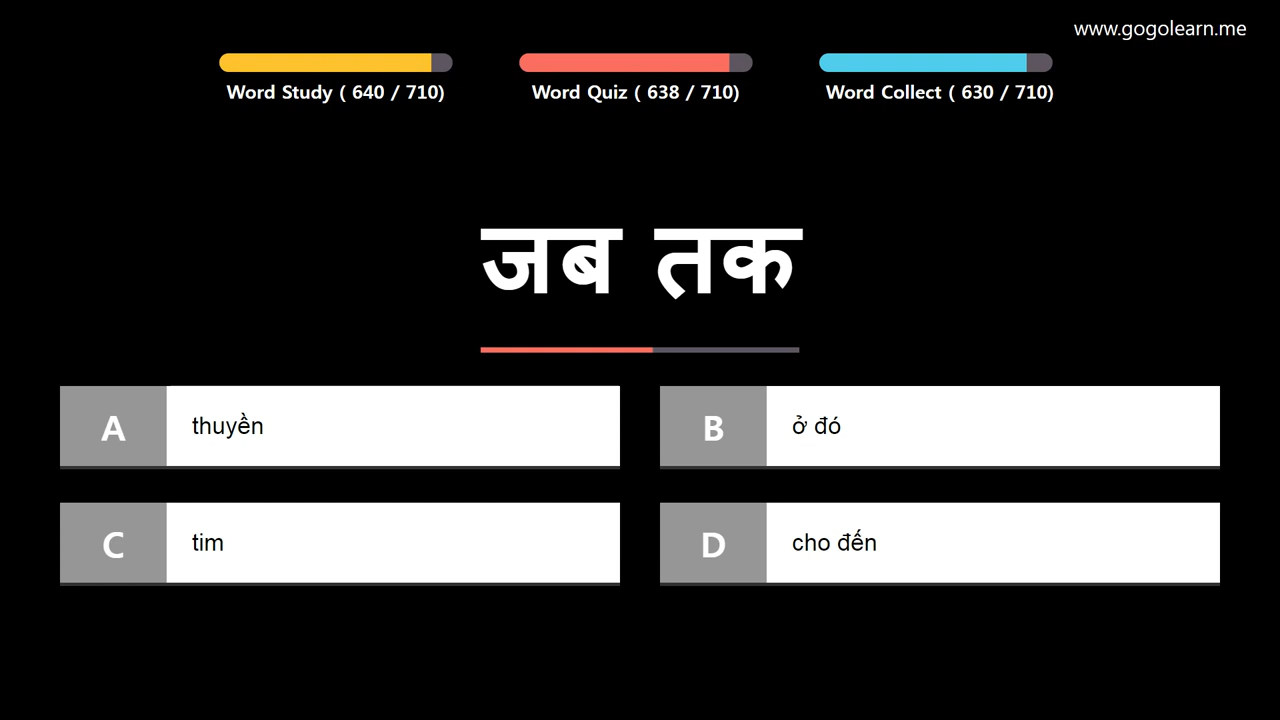 www.gogolearn.me
Word Study ( 640 / 710)
Word Quiz ( 638 / 710)
Word Collect ( 630 / 710)
जब तक
A thuyền
B ở đó
C tim
D cho đến